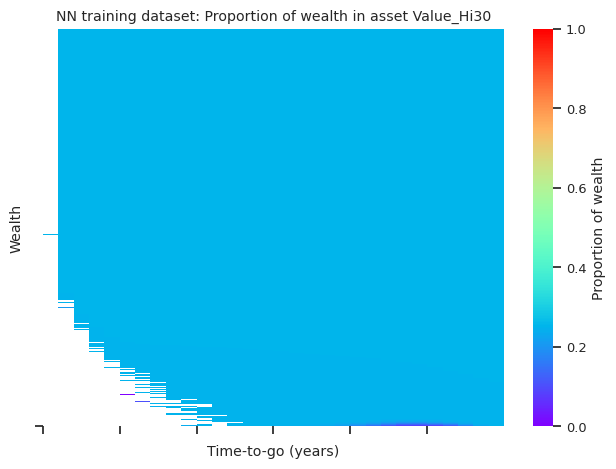 NN training dataset: Proportion of wealth in asset Value_Hi30
Wealth
Time-to-go (years)
1.0
0.8
0.6
0.4
0.2
0.0
Proportion of wealth